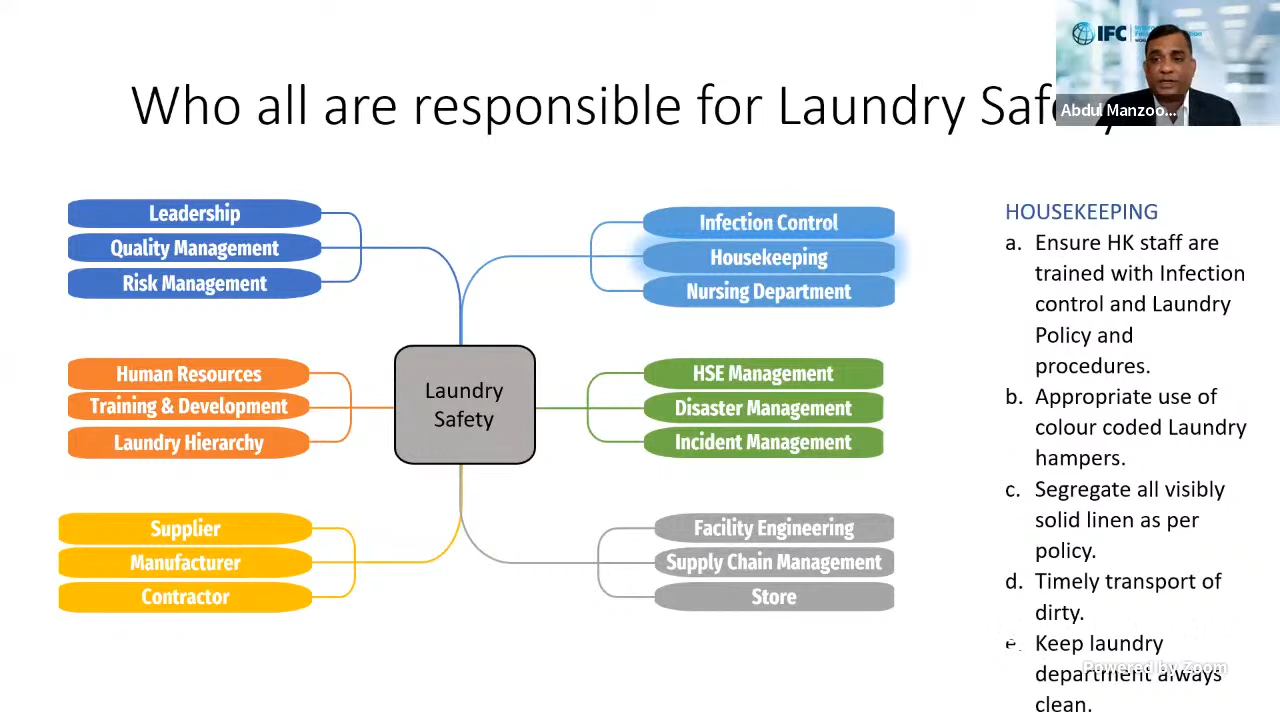 IFC
Who all are responsible for Laundry Safety
Abdul Manzoo...
Leadership
Quality Management
Risk Management
Infection Control
Housekeeping
Nursing Department
Human Resources
Training & Development
Laundry Hierarchy
Laundry
Safety
HSE Management
Disaster Management
Incident Management
Supplier
Manufacturer
Contractor
Facility Engineering
Supply Chain Management
Store
HOUSEKEEPING
a. Ensure HK staff are
trained with Infection
control and Laundry
Policy and
procedures.
b. Appropriate use of
colour coded Laundry
hampers.
c. Segregate all visibly
solid linen as per
policy.
d. Timely transport of
dirty.
e. Keep laundry
department always
clean.
Powered by Zoom